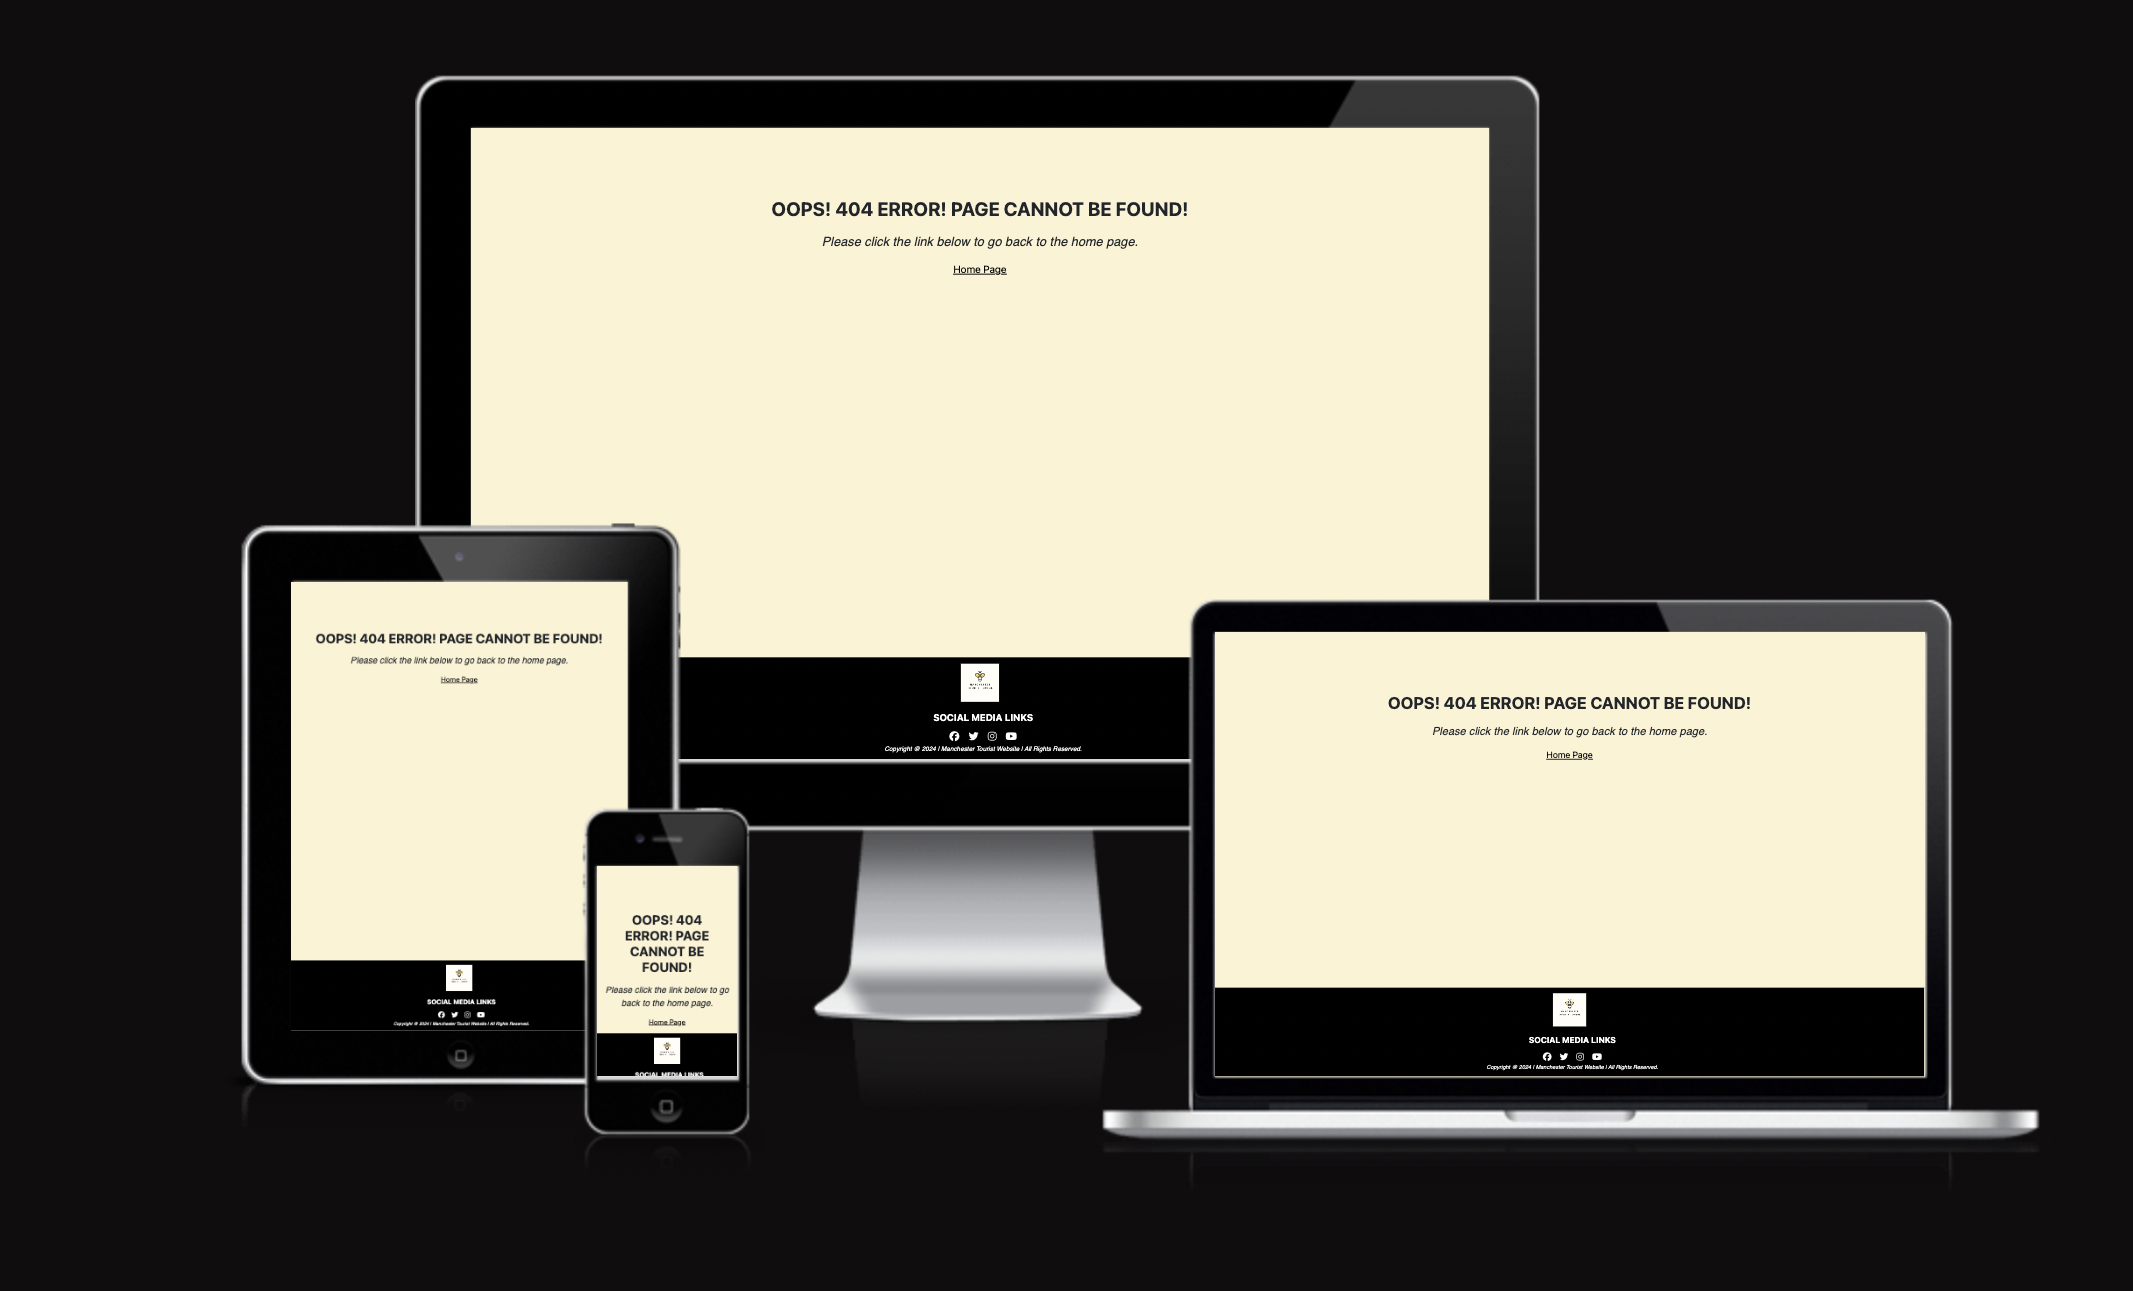 OOPS! 404 ERROR! PAGE CANNOT BE FOUND!
Please click the link below to go back to the home page.
Home Page
SOCIAL MEDIA LINKS
Copyright © 2024 | Manchester Tourist Website | All Rights Reserved.
OOPS! 404 ERROR! PAGE CANNOT BE FOUND!
Please click the link below to go back to the home page.
Home Page
SOCIAL MEDIA LINKS
Copyright © 2024 | Manchester Tourist Website | All Rights Reserved.
OOPS! 404
ERROR! PAGE
CANNOT BE
FOUND!
Please click the link below to go
back to the home page.
Home Page
SOCIAL MEDIA LINKS
OOPS! 404 ERROR! PAGE CANNOT BE FOUND!
Please click the link below to go back to the home page.
Home Page
SOCIAL MEDIA LINKS
Copyright © 2024 | Manchester Tourist Website | All Rights Reserved.